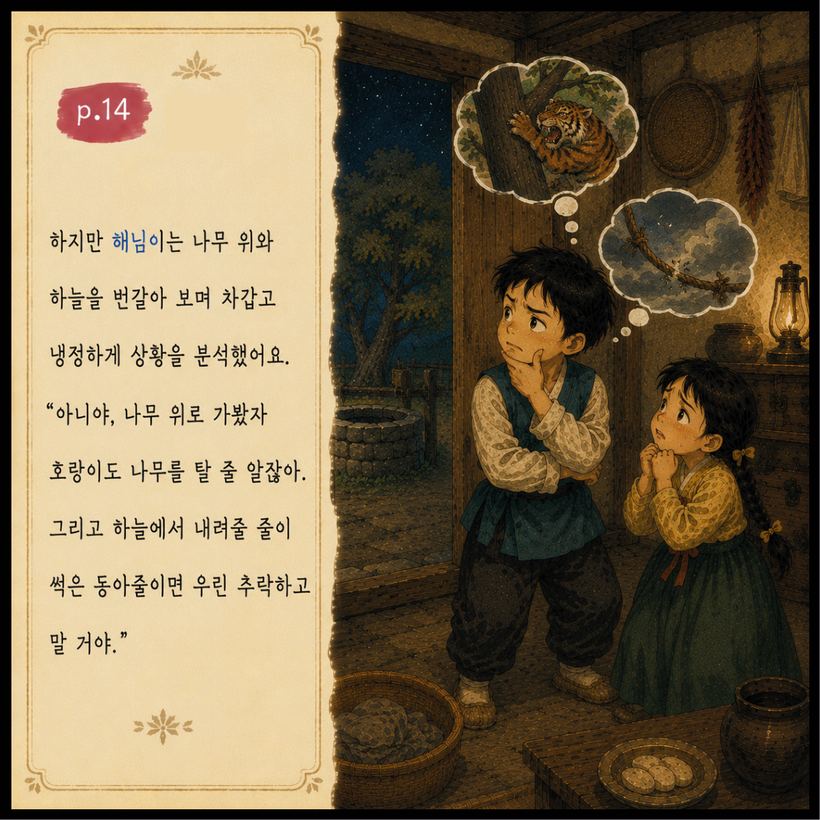 p.14
하지만 해님이는 나무 위와
하늘을 번갈아 보며 차갑고
냉정하게 상황을 분석했어요.
“아니야, 나무 위로 가봤자
호랑이도 나무를 탈 줄 알잖아.
그리고 하늘에서 내려줄 줄이
썩은 동아줄이면 우린 추락하고
말 거야.”